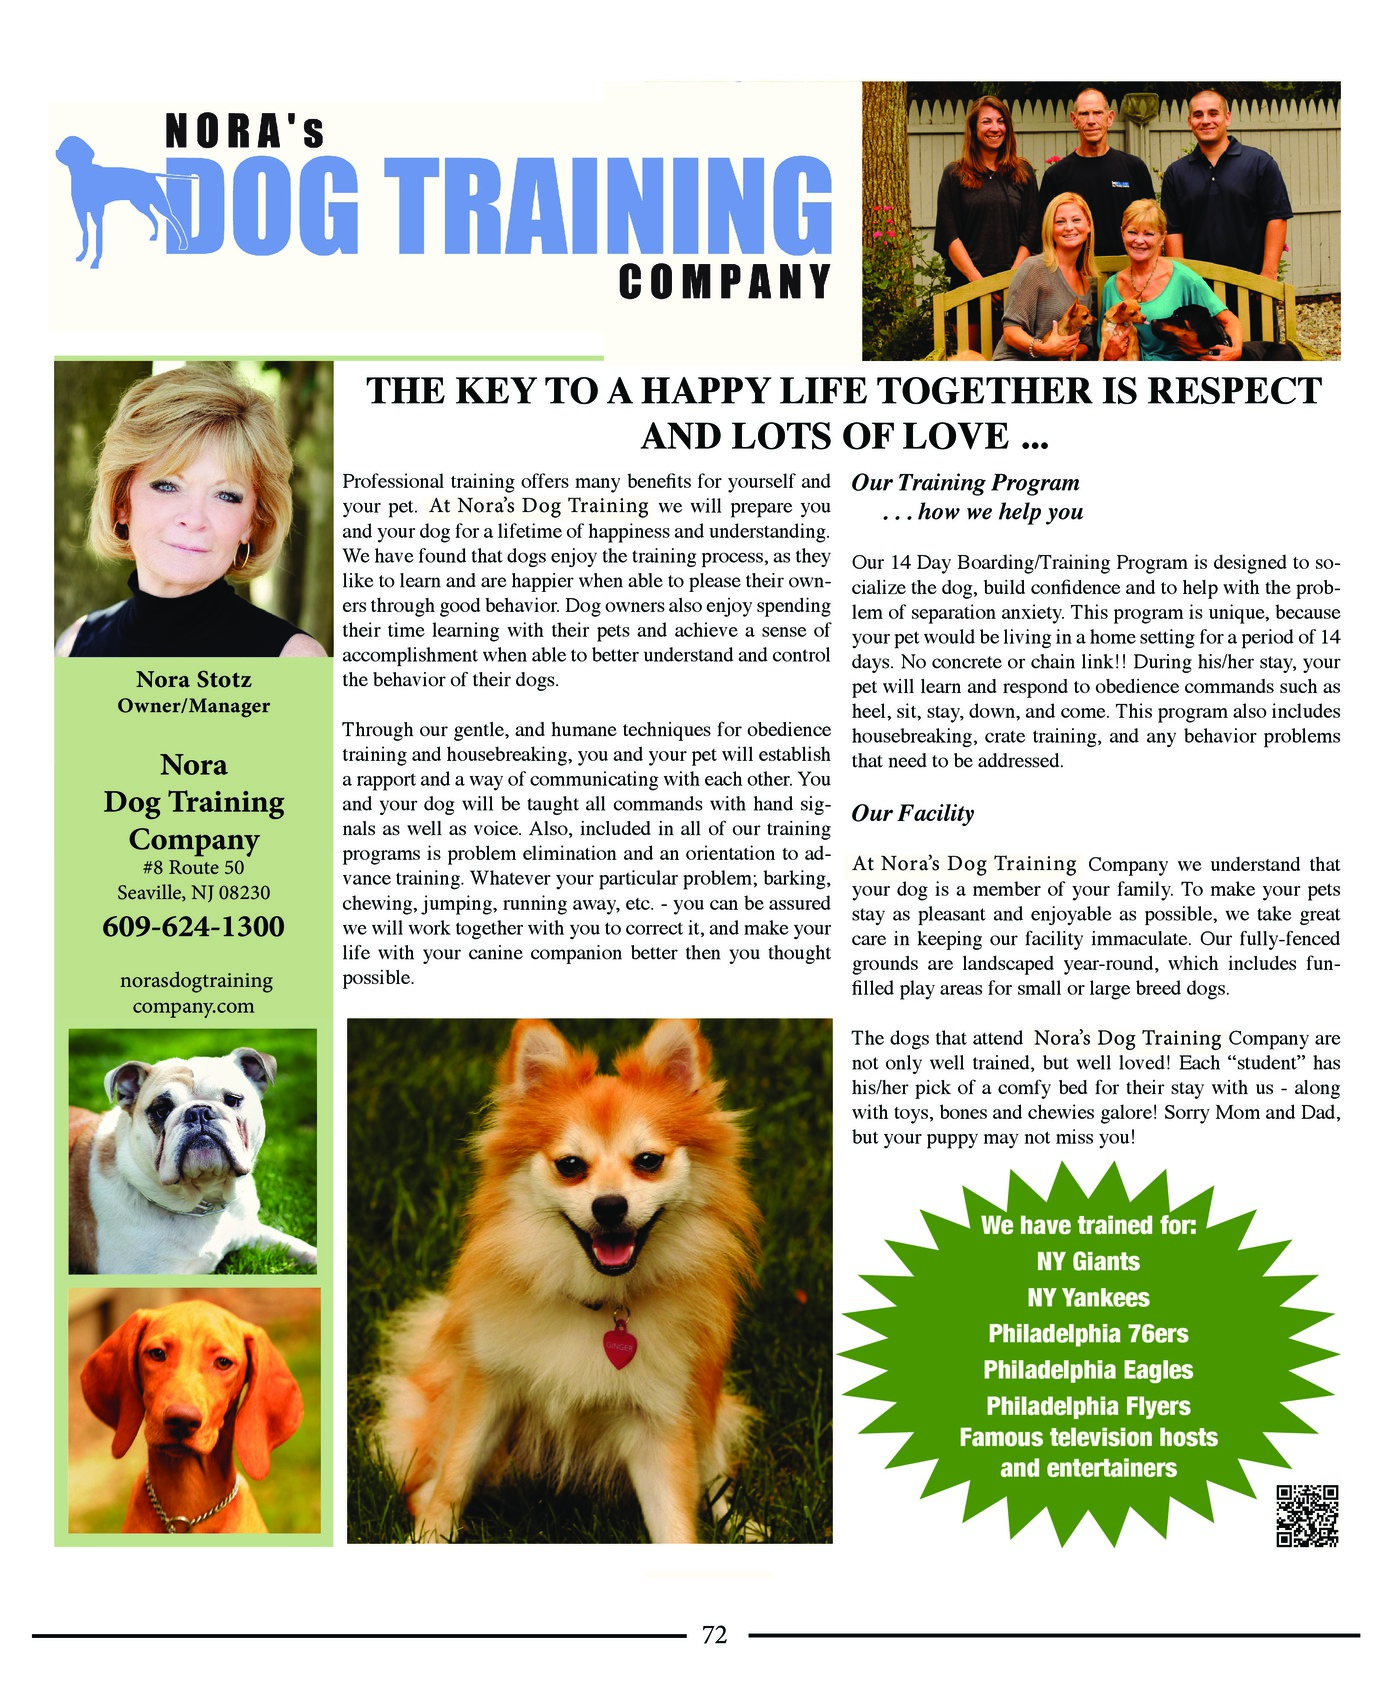 NORA's
DOG TRAINING
COMPANY
THE KEY TO A HAPPY LIFE TOGETHER IS RESPECT
AND LOTS OF LOVE ...
Nora Stotz
Owner/Manager
Nora
Dog Training
Company
#8 Route 50
Seaville, NJ 08230
609-624-1300
norasdogtraining
company.com
Professional training offers many benefits for yourself and
your pet. At Nora's Dog Training we will prepare you
and your dog for a lifetime of happiness and understanding.
We have found that dogs enjoy the training process, as they
like to learn and are happier when able to please their own-
ers through good behavior. Dog owners also enjoy spending
their time learning with their pets and achieve a sense of
accomplishment when able to better understand and control
the behavior of their dogs.
Through our gentle, and humane techniques for obedience
training and housebreaking, you and your pet will establish
a rapport and a way of communicating with each other. You
and your dog will be taught all commands with hand sig-
nals as well as voice. Also, included in all of our training
programs is problem elimination and an orientation to ad-
vance training. Whatever your particular problem; barking,
chewing, jumping, running away, etc. - you can be assured
we will work together with you to correct it, and make your
life with your canine companion better then you thought
possible.
GINGER
Our Training Program
. . . how we help you
Our 14 Day Boarding/Training Program is designed to so-
cialize the dog, build confidence and to help with the prob-
lem of separation anxiety. This program is unique, because
your pet would be living in a home setting for a period of 14
days. No concrete or chain link!! During his/her stay, your
pet will learn and respond to obedience commands such as
heel, sit, stay, down, and come. This program also includes
housebreaking, crate training, and any behavior problems
that need to be addressed.
Our Facility
At Nora's Dog Training Company we understand that
your dog is a member of your family. To make your pets
stay as pleasant and enjoyable as possible, we take great
care in keeping our facility immaculate. Our fully-fenced
grounds are landscaped year-round, which includes fun-
filled play areas for small or large breed dogs.
The dogs that attend Nora's Dog Training Company are
not only well trained, but well loved! Each “student” has
his/her pick of a comfy bed for their stay with us - along
with toys, bones and chewies galore! Sorry Mom and Dad,
but your puppy may not miss you!
We have trained for:
NY Giants
NY Yankees
Philadelphia 76ers
Philadelphia Eagles
Philadelphia Flyers
Famous television hosts
and entertainers
72